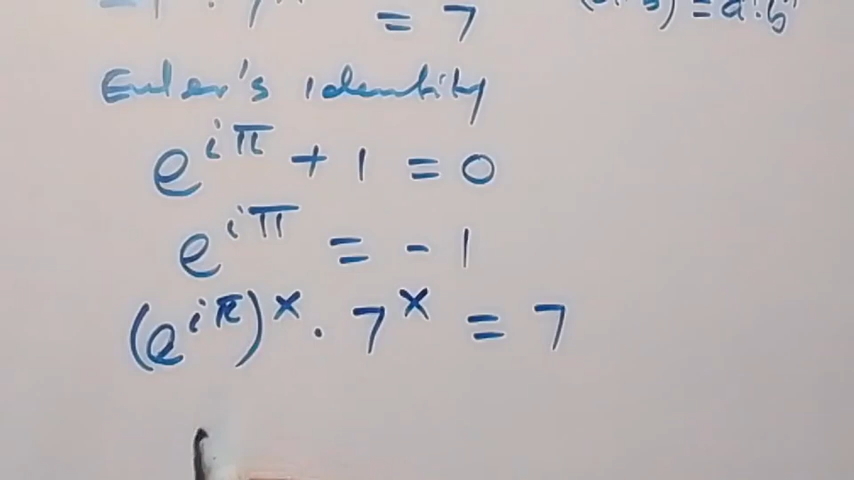 = 7
Euler's identity
e^{iπ} + 1 = 0
e^{iπ} = - 1
(e^{iπ})^x · 7^x = 7